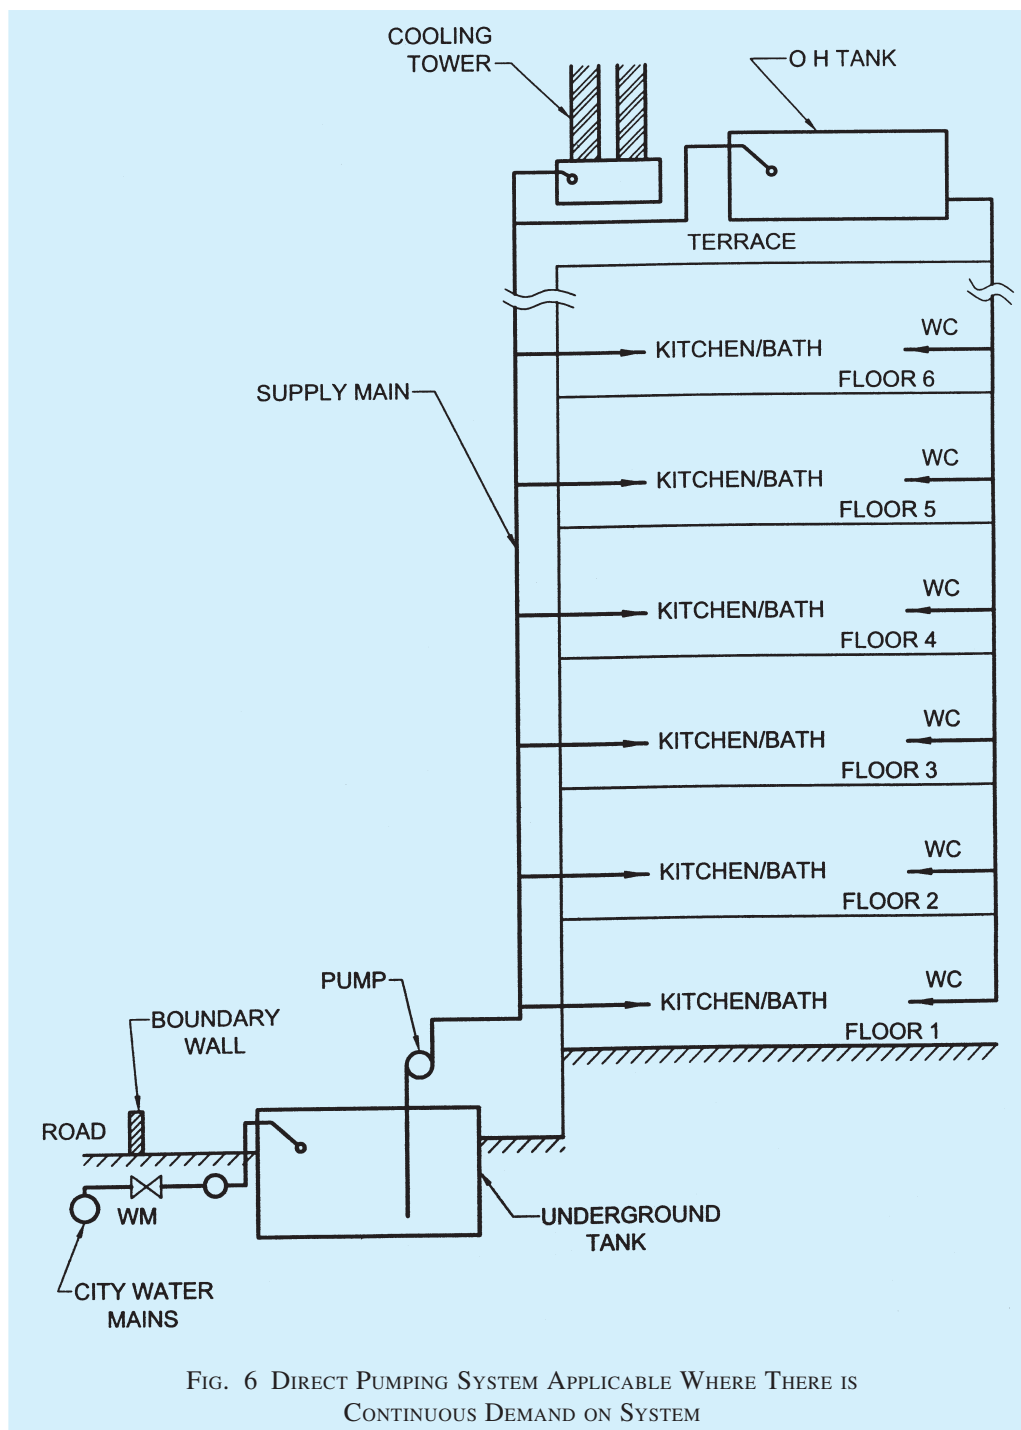 COOLING
TOWER
O H TANK
TERRACE
WC
KITCHEN/BATH
FLOOR 6
SUPPLY MAIN
WC
KITCHEN/BATH
FLOOR 5
WC
KITCHEN/BATH
FLOOR 4
WC
KITCHEN/BATH
FLOOR 3
WC
KITCHEN/BATH
FLOOR 2
PUMP
WC
KITCHEN/BATH
FLOOR 1
BOUNDARY
WALL
ROAD
WM
UNDERGROUND
TANK
CITY WATER
MAINS
FIG. 6 DIRECT PUMPING SYSTEM APPLICABLE WHERE THERE IS
CONTINUOUS DEMAND ON SYSTEM